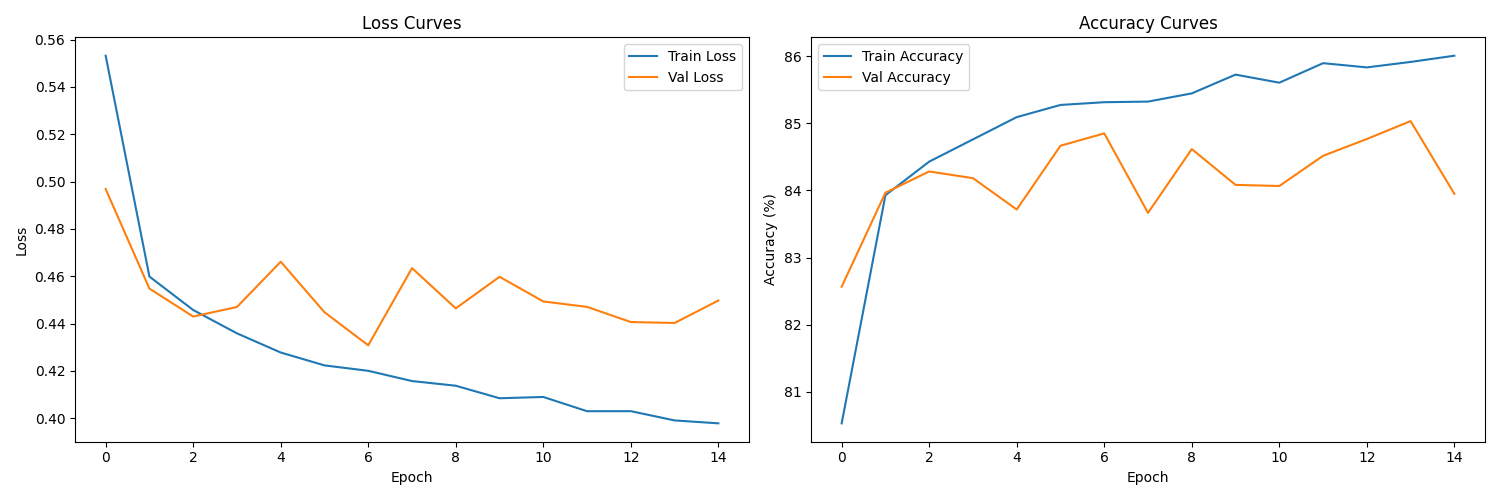 Loss Curves
0.56
0.54
0.52
0.50
0.48
0.46
0.44
0.42
0.40
Loss
Train Loss
Val Loss
0 2 4 6 8 10 12 14
Epoch
Accuracy Curves
86
85
84
83
82
81
Accuracy (%)
Train Accuracy
Val Accuracy
0 2 4 6 8 10 12 14
Epoch